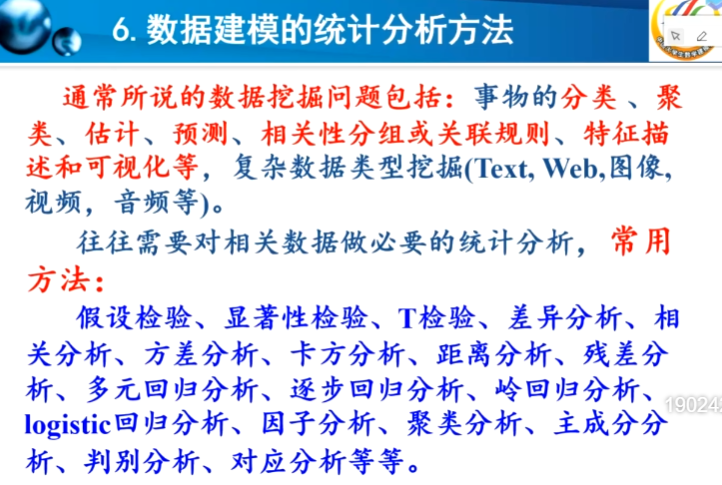 6. 数据建模的统计分析方法
通常所说的数据挖掘问题包括：事物的分类 、聚
类、估计、预测、相关性分组或关联规则、特征描
述和可视化等，复杂数据类型挖掘(Text, Web,图像,
视频，音频等)。
往往需要对相关数据做必要的统计分析，常用
方法：
假设检验、显著性检验、T检验、差异分析、相
关分析、方差分析、卡方分析、距离分析、残差分
析、多元回归分析、逐步回归分析、岭回归分析、
19024
logistic回归分析、因子分析、聚类分析、主成分分
析、判别分析、对应分析等等。